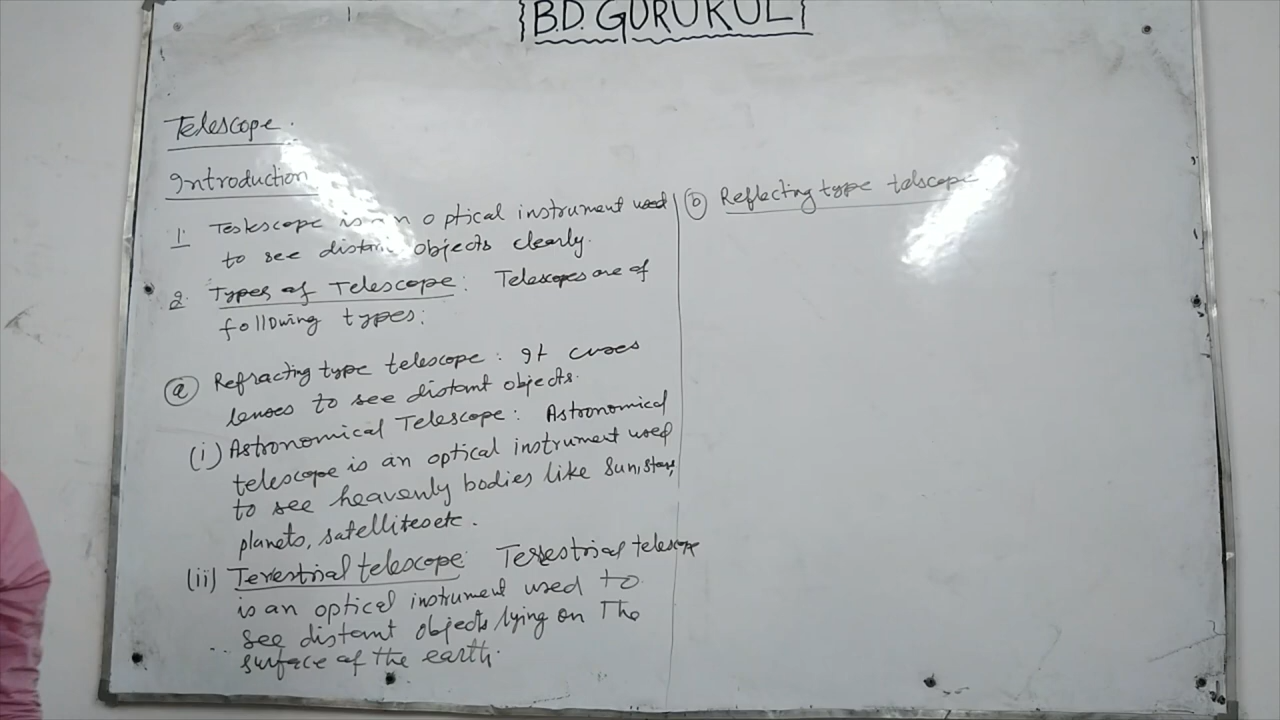 {B.D. GURUKUL}
Telescope.
Introduction
1. Teslescope is an optical instrument used
to see distant objects clearly.
2. Types of Telescope: Telescopes are of
following types:
(a) Refracting type telescope: It cuses
lenses to see distant objects.
(i) Astronomical Telescope: Astronomical
telescope is an optical instrument used
to see heavenly bodies like Sun, stars,
planets, satellites etc.
(ii) Terrestrial telescope: Terrestrial telescope
is an optical instrument used to
see distant objects lying on The
surface of the earth.
(b) Reflecting type telscope